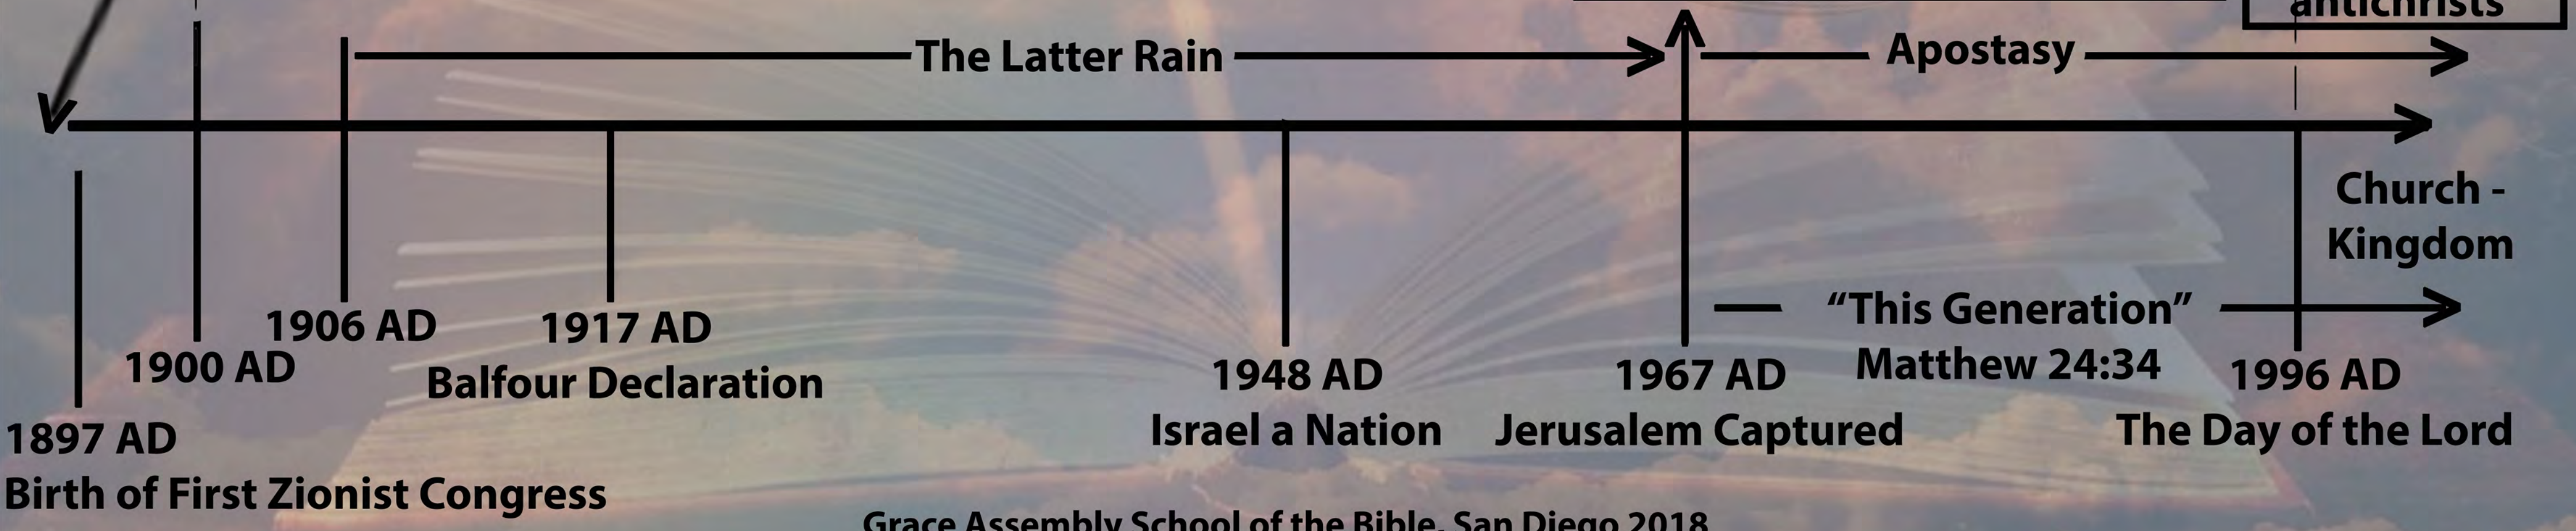 antichrists
The Latter Rain
Apostasy
Church -
Kingdom
1906 AD
1900 AD
1897 AD
Birth of First Zionist Congress
1917 AD
Balfour Declaration
1948 AD
Israel a Nation
1967 AD
Jerusalem Captured
“This Generation”
Matthew 24:34
1996 AD
The Day of the Lord
Grace Assembly School of the Bible, San Diego 2018